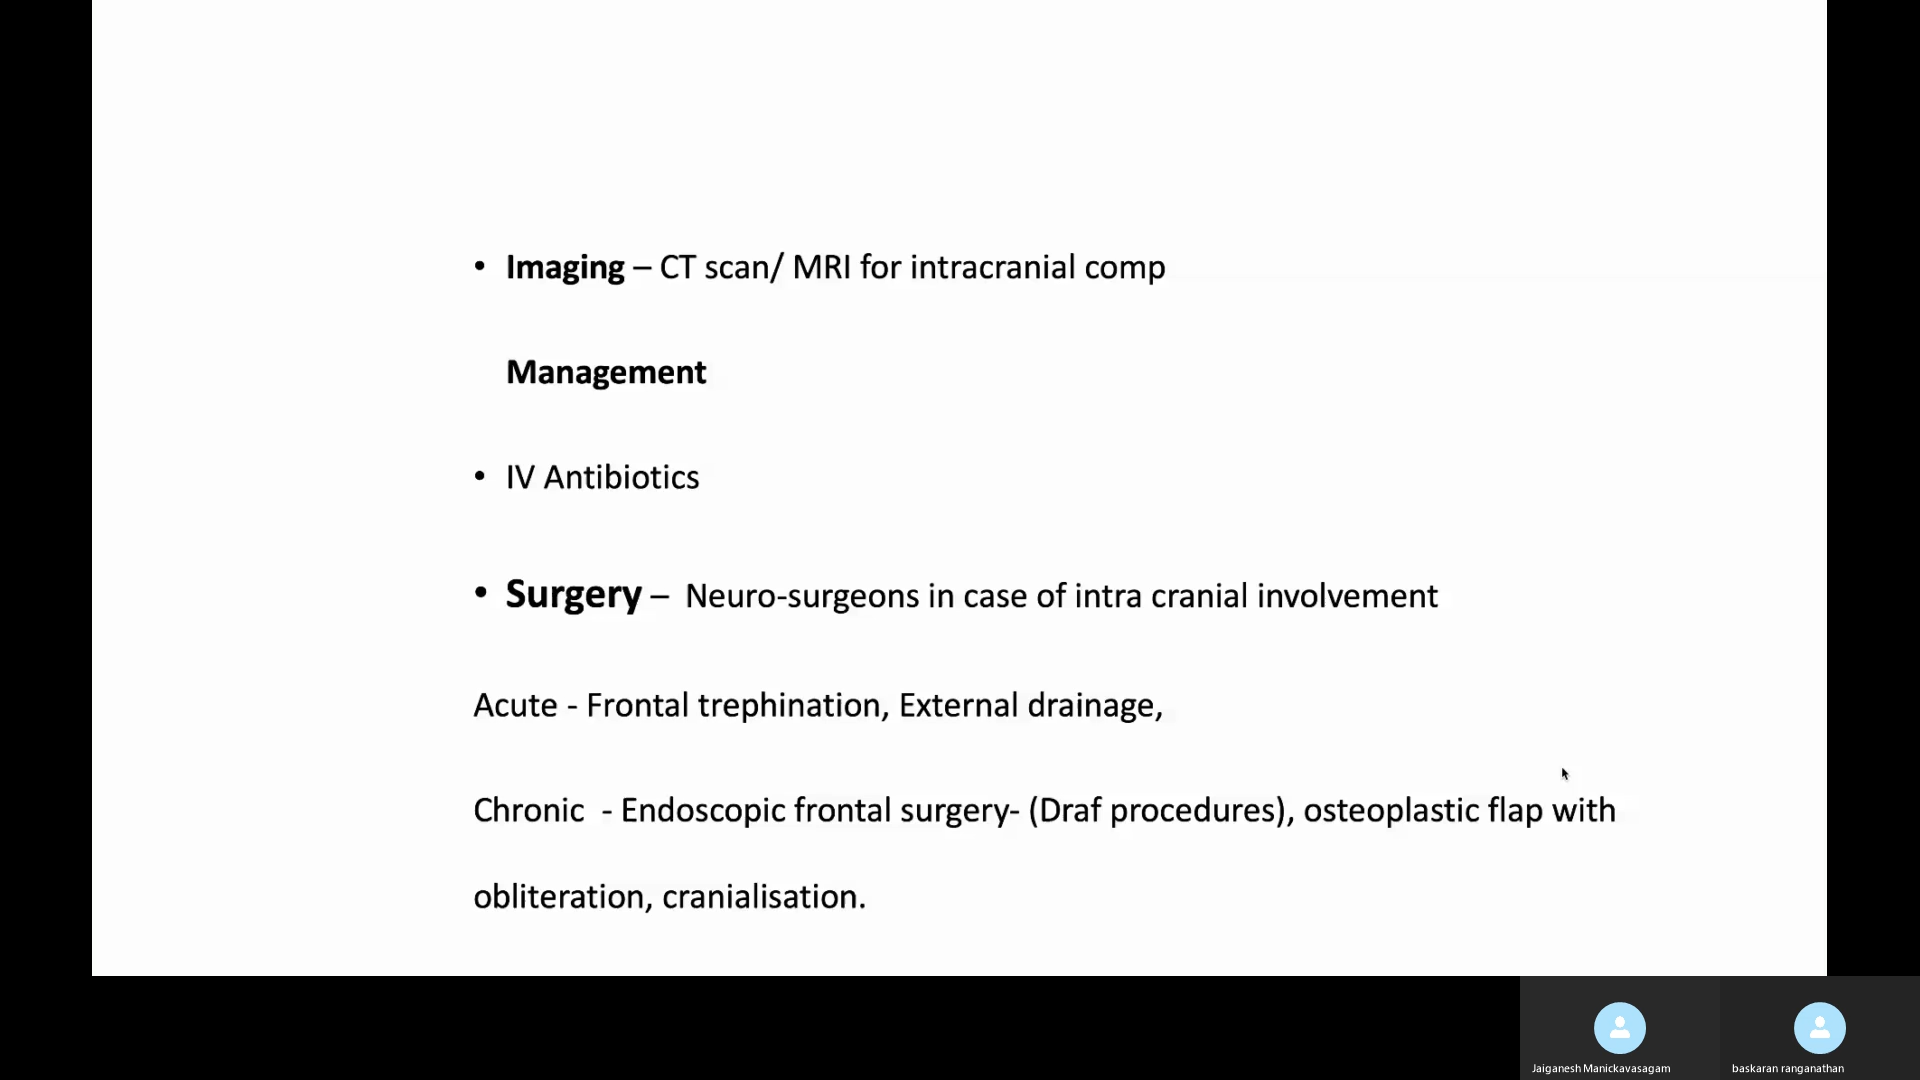 • Imaging – CT scan/ MRI for intracranial comp
Management
• IV Antibiotics
• Surgery – Neuro-surgeons in case of intra cranial involvement
Acute - Frontal trephination, External drainage,
Chronic - Endoscopic frontal surgery- (Draf procedures), osteoplastic flap with
obliteration, cranialisation.
Jaiganesh Manickavasagam
baskaran ranganathan